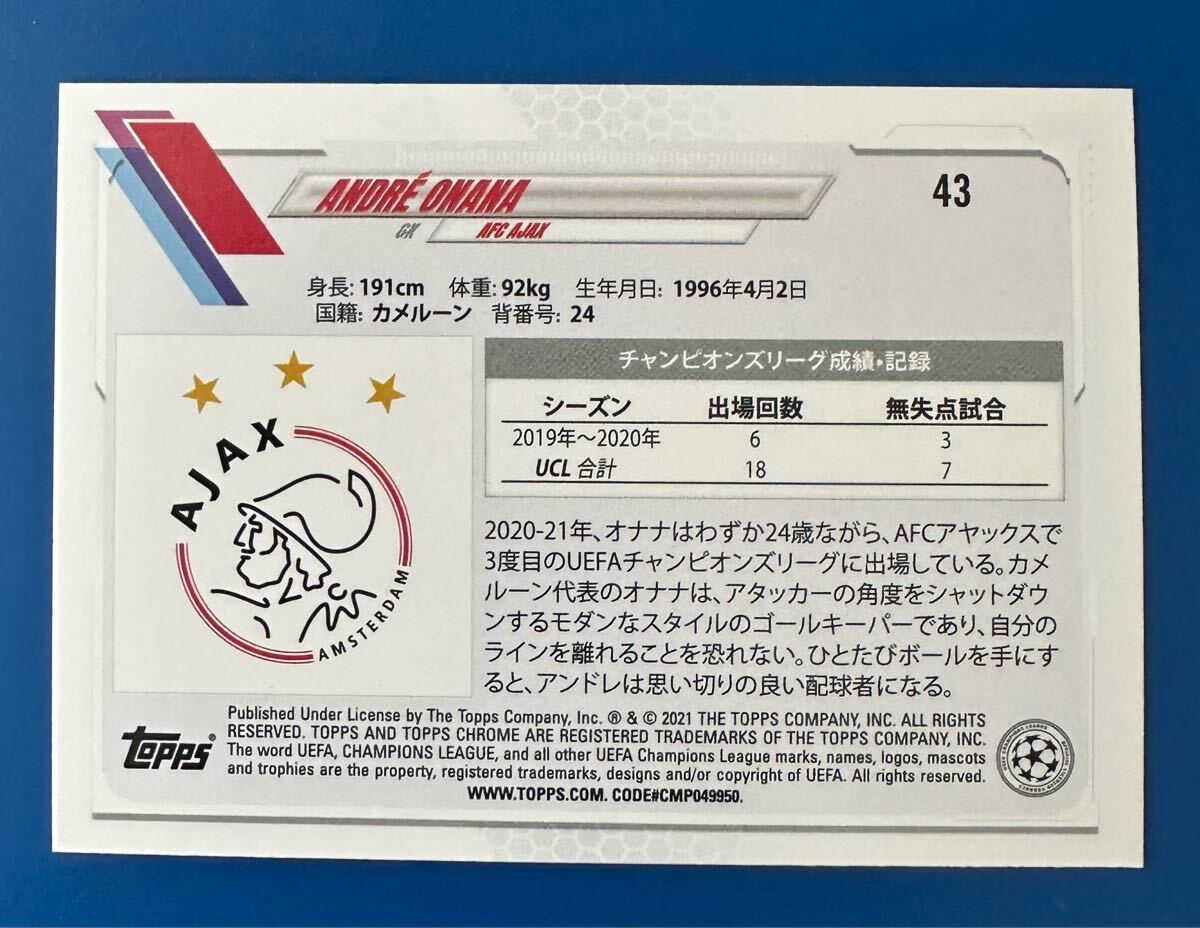 ANDRÉ ONANA
43
GK AFC AJAX
身長: 191cm 体重: 92kg 生年月日: 1996年4月2日
国籍: カメルーン 背番号: 24
AJAX
AMSTERDAM
チャンピオンズリーグ成績・記録
シーズン 出場回数 無失点試合
2019年〜2020年 6 3
UCL 合計 18 7
2020-21年、オナナはわずか24歳ながら、AFCアヤックスで
3度目のUEFAチャンピオンズリーグに出場している。カメ
ルーン代表のオナナは、アタッカーの角度をシャットダウ
ンするモダンなスタイルのゴールキーパーであり、自分の
ラインを離れることを恐れない。ひとたびボールを手にす
ると、アンドレは思い切りの良い配球者になる。
topps®
Published Under License by The Topps Company, Inc. ® & © 2021 THE TOPPS COMPANY, INC. ALL RIGHTS
RESERVED. TOPPS AND TOPPS CHROME ARE REGISTERED TRADEMARKS OF THE TOPPS COMPANY, INC.
The word UEFA, CHAMPIONS LEAGUE, and all other UEFA Champions League marks, names, logos, mascots
and trophies are the property, registered trademarks, designs and/or copyright of UEFA. All rights reserved.
WWW.TOPPS.COM. CODE#CMP049950.